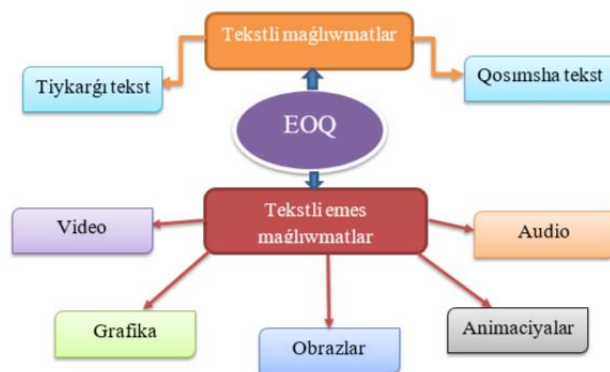 Tekstli maǵlıwmatlar
Tiykarǵı tekst
Qosımsha tekst
EOQ
Tekstli emes
maǵlıwmatlar
Video
Audio
Grafika
Obrazlar
Animaciyalar